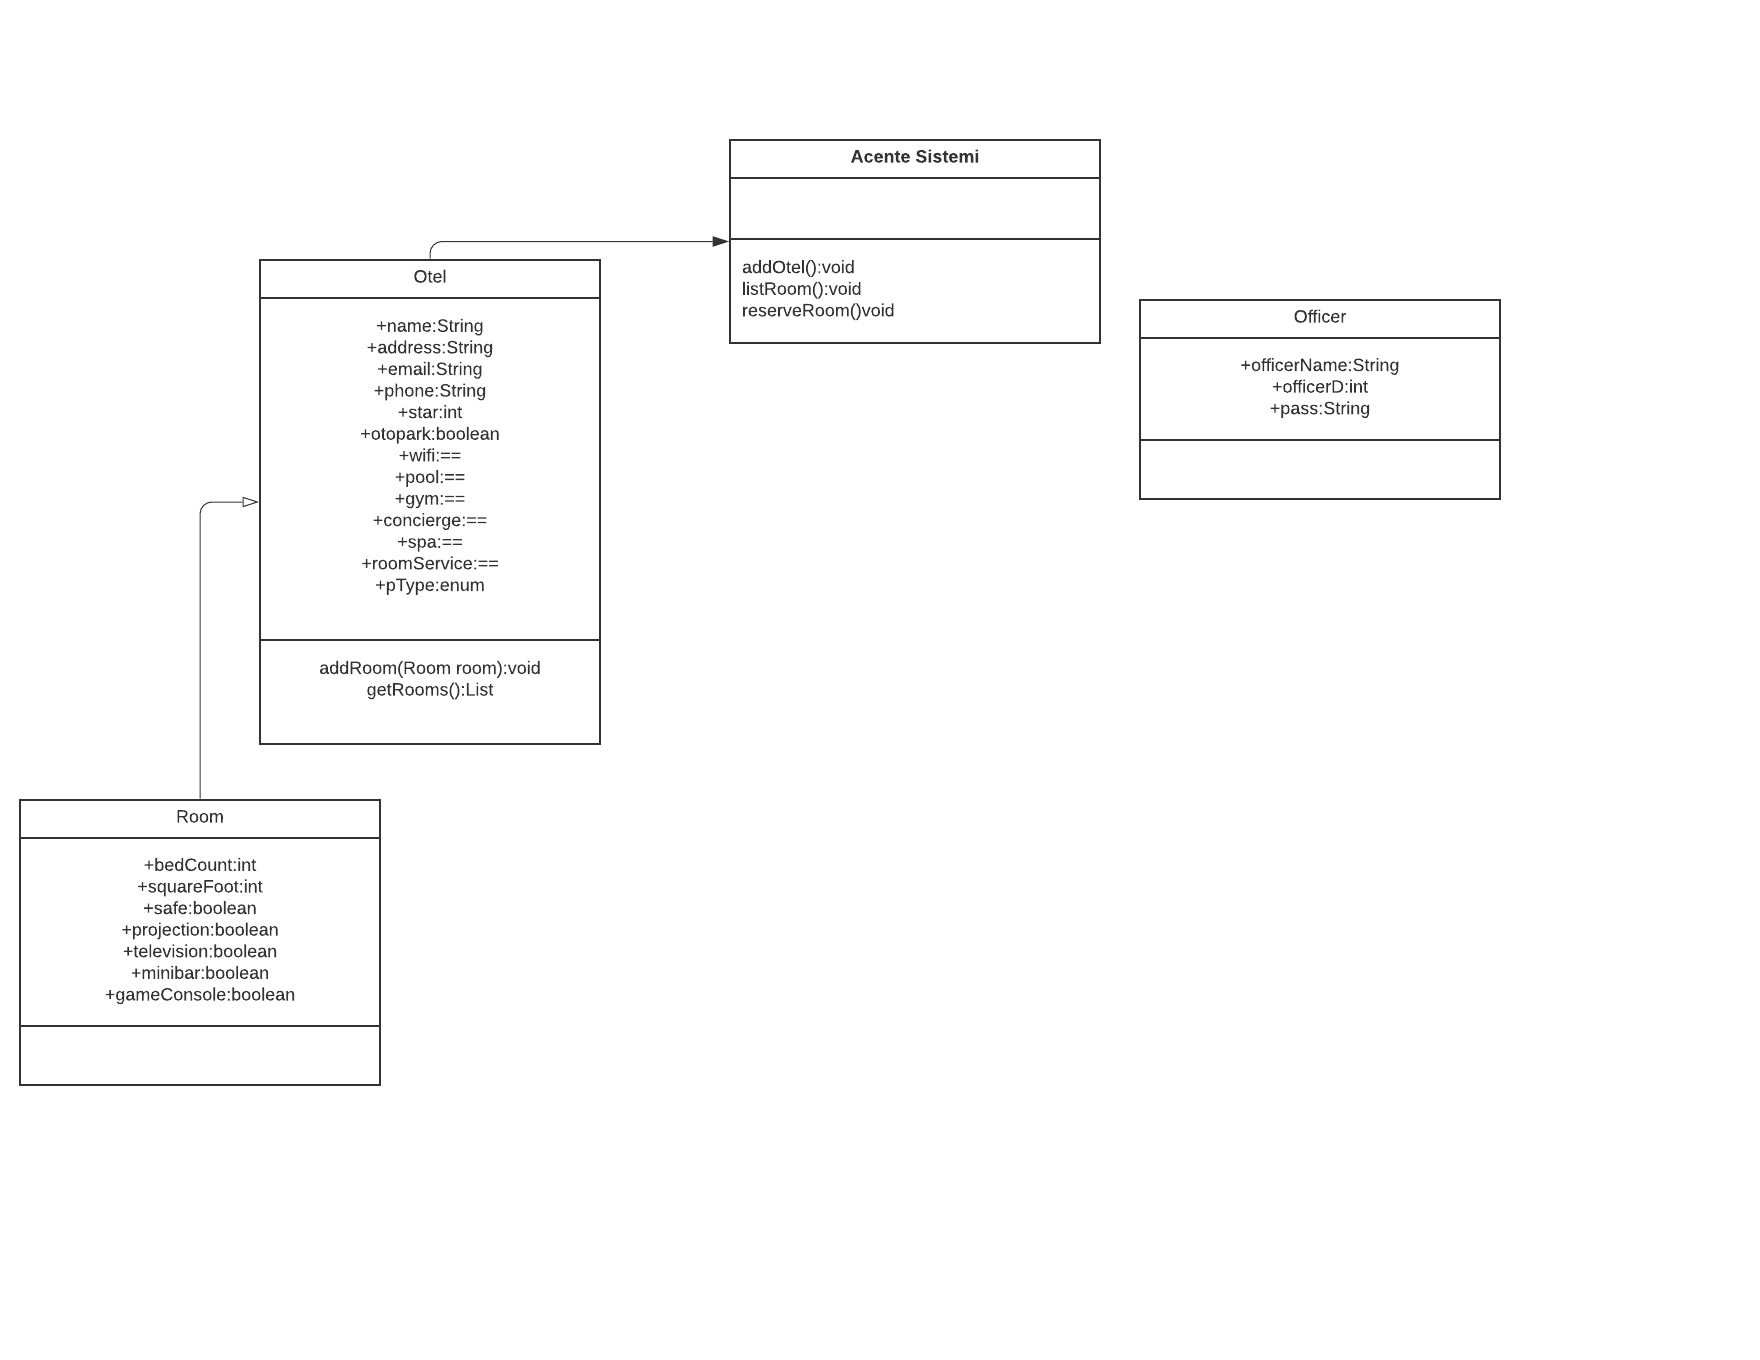 Acente Sistemi
addOtel():void
listRoom():void
reserveRoom()void
Otel
+name:String
+address:String
+email:String
+phone:String
+star:int
+otopark:boolean
+wifi:==
+pool:==
+gym:==
+concierge:==
+spa:==
+roomService:==
+pType:enum
addRoom(Room room):void
getRooms():List
Officer
+officerName:String
+officerD:int
+pass:String
Room
+bedCount:int
+squareFoot:int
+safe:boolean
+projection:boolean
+television:boolean
+minibar:boolean
+gameConsole:boolean